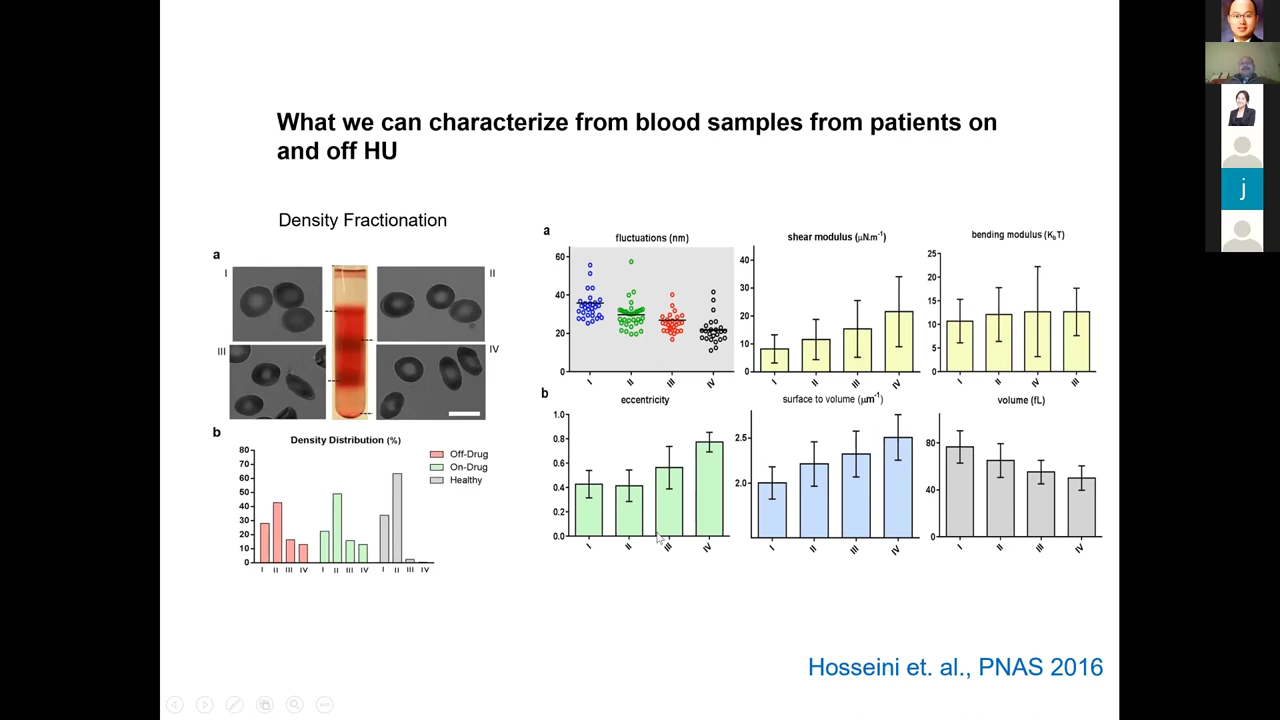 What we can characterize from blood samples from patients on
and off HU
Density Fractionation
a
I
II
III
IV
b
Density Distribution (%)
80
70
60
50
40
30
20
10
0
Off-Drug
On-Drug
Healthy
I II III IV I II III IV I II III IV
a
fluctuations (nm)
60
40
20
0
I II III IV
shear modulus (μN.m-1)
40
30
20
10
0
I II III IV
bending modulus (KbT)
25
20
15
10
5
0
I II IV III
b
eccentricity
1.0
0.8
0.6
0.4
0.2
0.0
I II III IV
surface to volume (μm-1)
2.5
2.0
I II III IV
volume (fL)
80
40
0
I II III IV
Hosseini et. al., PNAS 2016
j